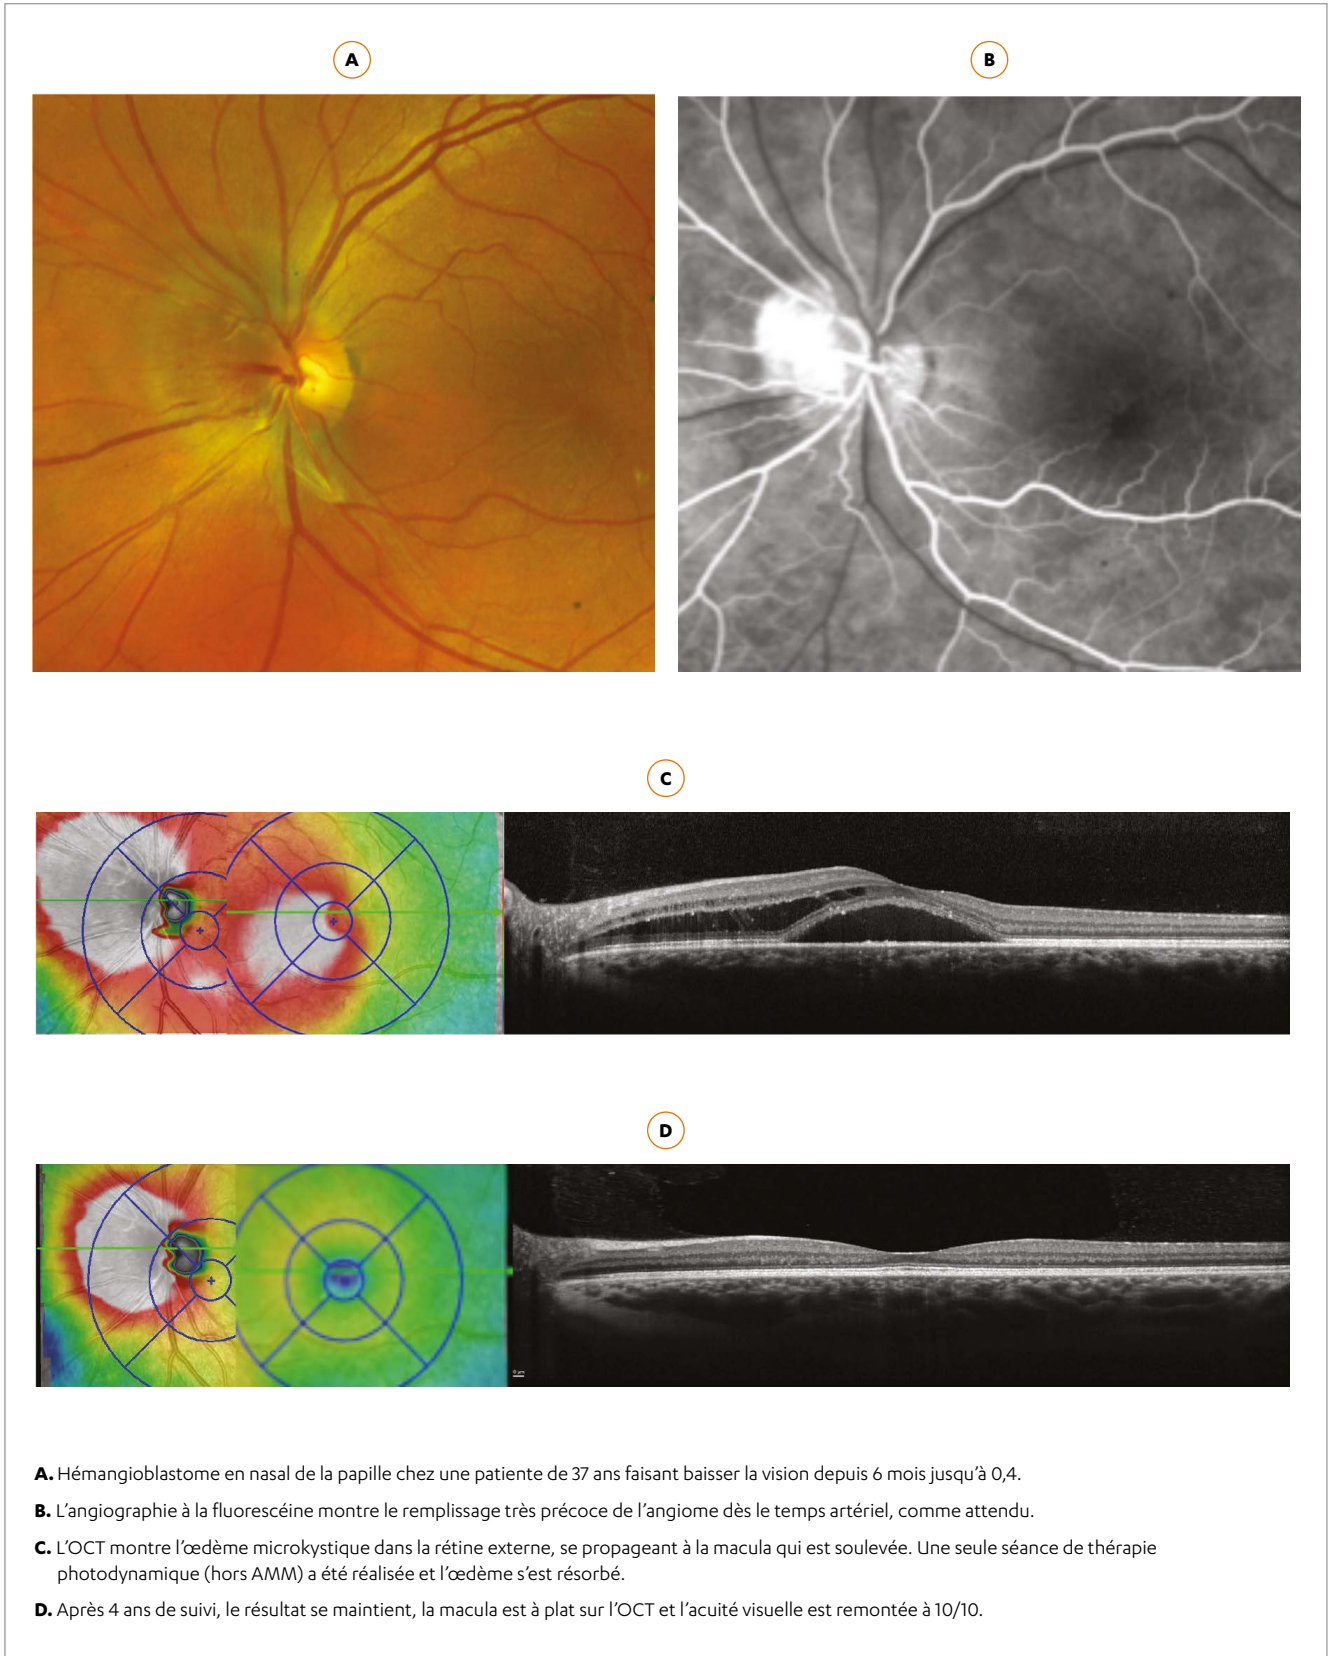 A
B
C
D
A. Hémangioblastome en nasal de la papille chez une patiente de 37 ans faisant baisser la vision depuis 6 mois jusqu'à 0,4.
B. L'angiographie à la fluorescéine montre le remplissage très précoce de l'angiome dès le temps artériel, comme attendu.
C. L'OCT montre l'œdème microkystique dans la rétine externe, se propageant à la macula qui est soulevée. Une seule séance de thérapie
photodynamique (hors AMM) a été réalisée et l'œdème s'est résorbé.
D. Après 4 ans de suivi, le résultat se maintient, la macula est à plat sur l'OCT et l'acuité visuelle est remontée à 10/10.